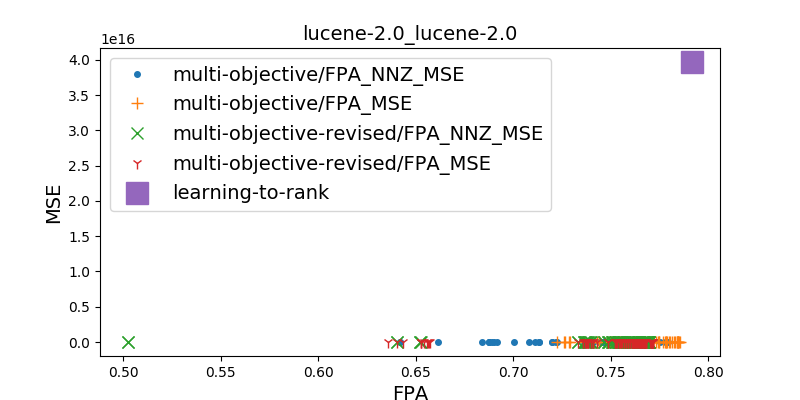 lucene-2.0_lucene-2.0
1e16
4.0
3.5
3.0
2.5
2.0
1.5
1.0
0.5
0.0
MSE
multi-objective/FPA_NNZ_MSE
multi-objective/FPA_MSE
multi-objective-revised/FPA_NNZ_MSE
multi-objective-revised/FPA_MSE
learning-to-rank
0.50 0.55 0.60 0.65 0.70 0.75 0.80
FPA